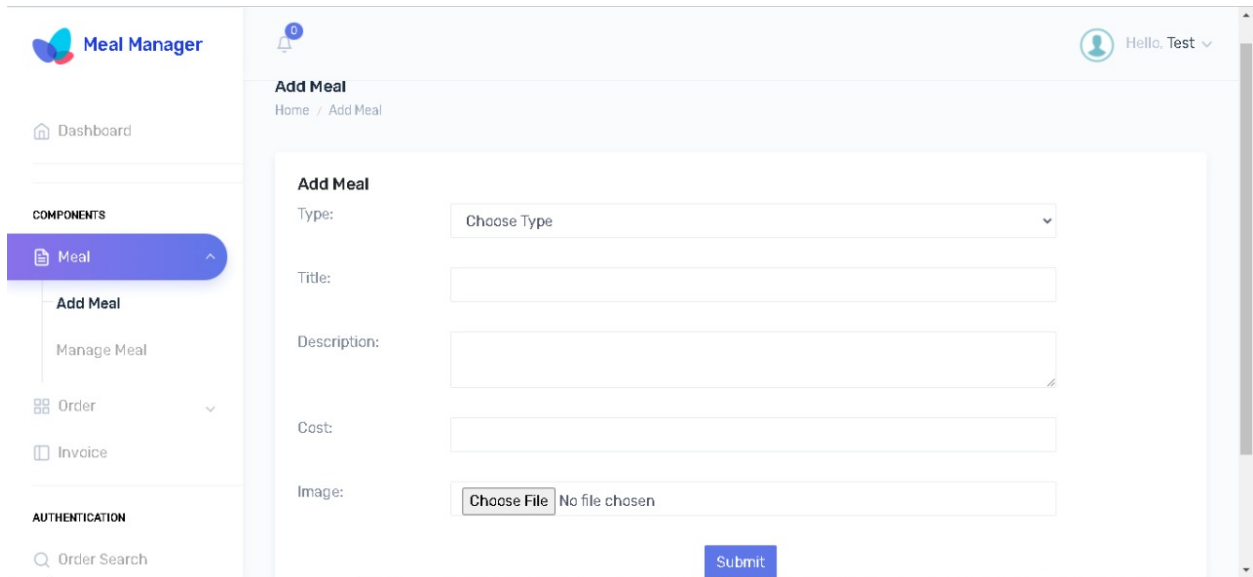 Meal Manager
0
Hello, Test
Add Meal
Home / Add Meal
Dashboard
COMPONENTS
Meal
Add Meal
Manage Meal
Order
Invoice
AUTHENTICATION
Order Search
Add Meal
Type:
Choose Type
Title:
Description:
Cost:
Image:
Choose File No file chosen
Submit